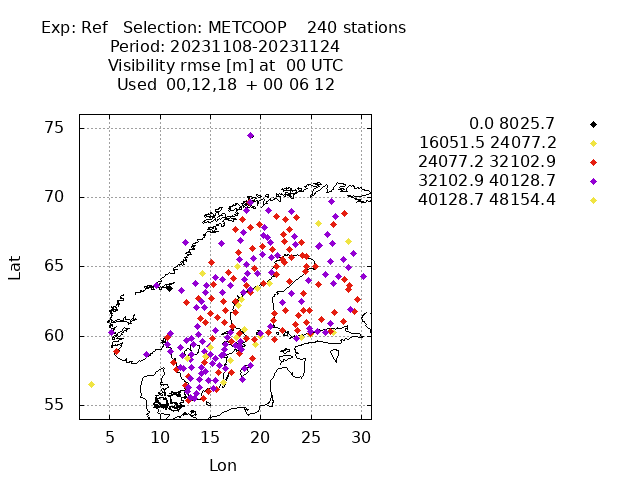 Exp: Ref   Selection: METCOOP    240 stations
Period: 20231108-20231124
Visibility rmse [m] at  00 UTC
Used  00,12,18  + 00 06 12
0.0 8025.7
16051.5 24077.2
24077.2 32102.9
32102.9 40128.7
40128.7 48154.4
75
70
65
60
55
Lat
5 10 15 20 25 30
Lon